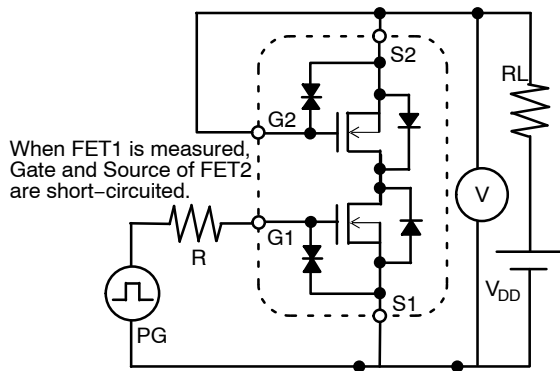 S2
RL
G2
When FET1 is measured,
Gate and Source of FET2
are short−circuited.
V
G1
R
VDD
S1
PG